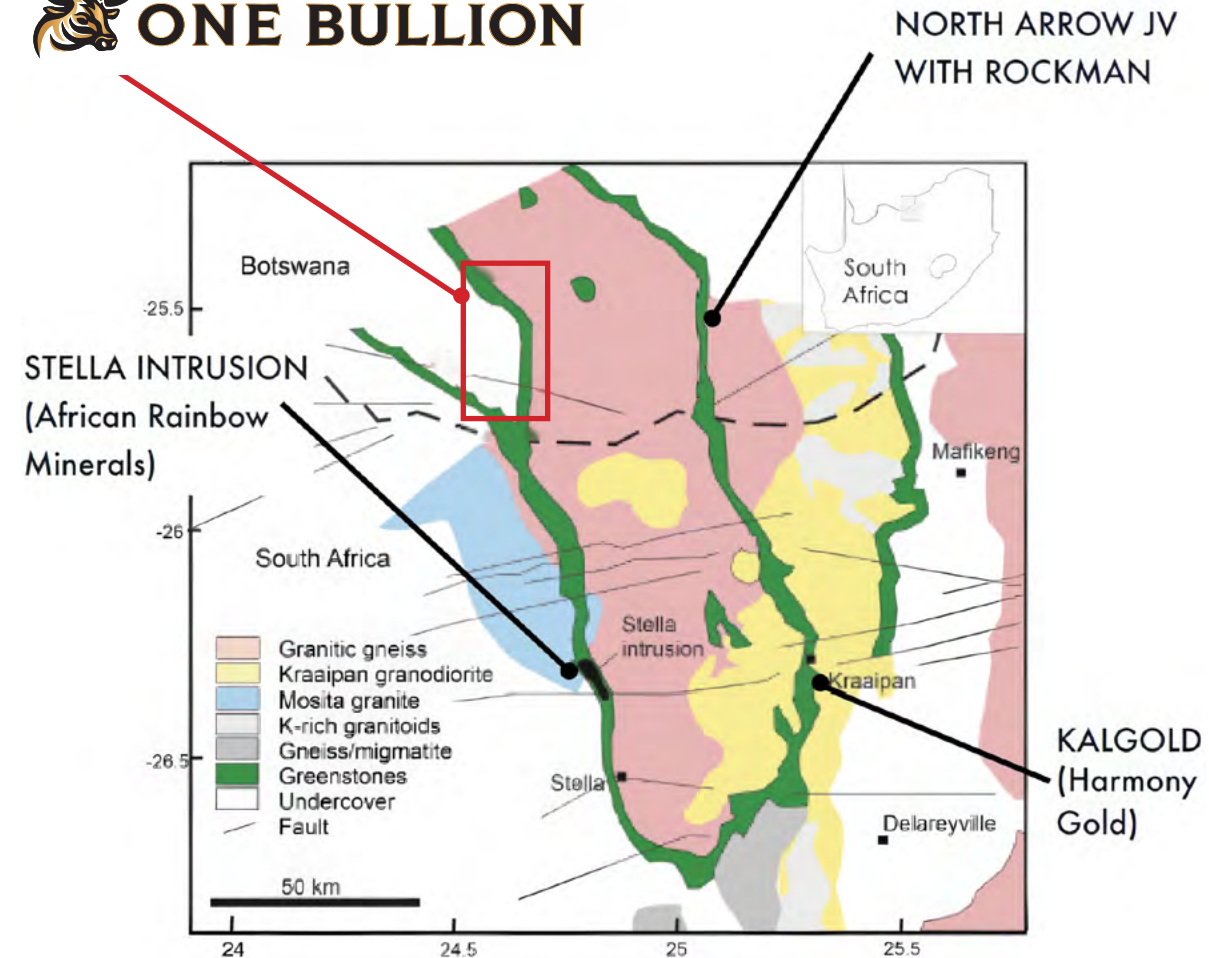 ONE BULLION
NORTH ARROW JV
WITH ROCKMAN
Botswana
South
Africa
-25.5
STELLA INTRUSION
(African Rainbow
Minerals)
Mafikeng
-26
South Africa
Stella
intrusion
Granitic gneiss
Kraaipan granodiorite
Mosita granite
K-rich granitoids
Gneiss/migmatite
Greenstones
Undercover
Fault
Kraaipan
KALGOLD
(Harmony
Gold)
-26.5
Stella
Delareyville
50 km
24
24.5
25
25.5